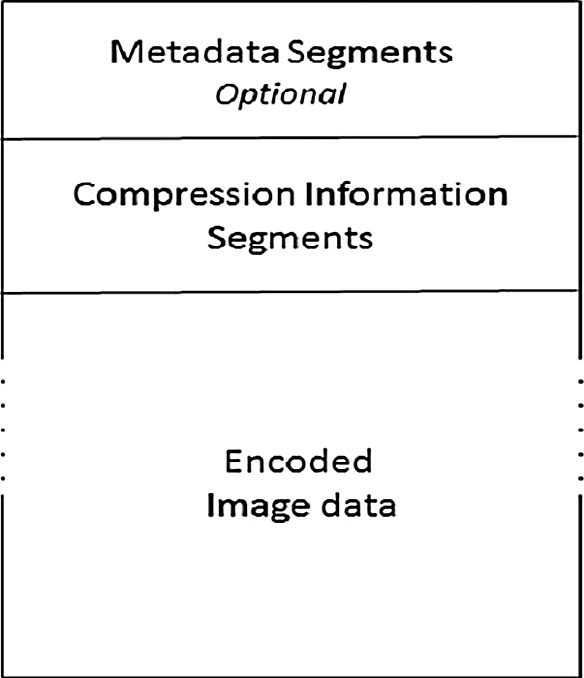 Metadata Segments
Optional
Compression Information
Segments
Encoded
Image data